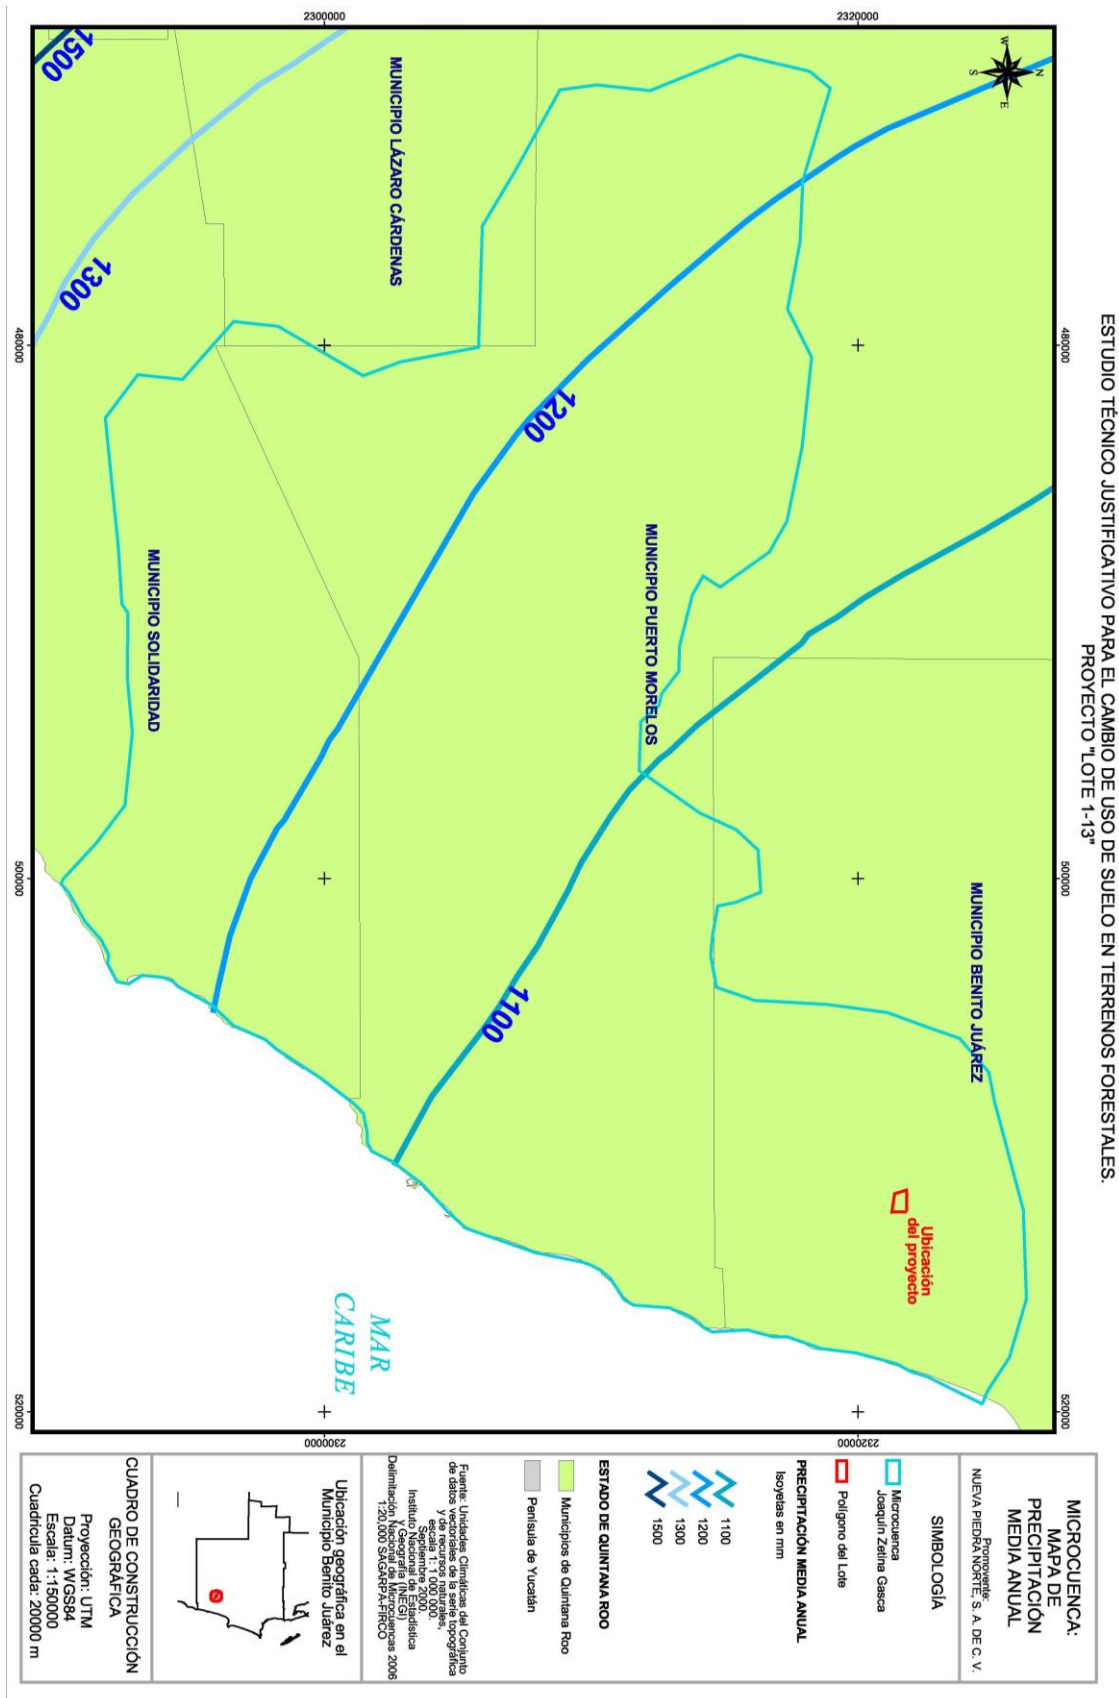 ESTUDIO TÉCNICO JUSTIFICATIVO PARA EL CAMBIO DE USO DE SUELO EN TERRENOS FORESTALES.
PROYECTO "LOTE 1-13"
480000
500000
520000
2320000
2300000
N
W
E
S
1500
1300
1200
1100
MUNICIPIO LÁZARO CÁRDENAS
MUNICIPIO SOLIDARIDAD
MUNICIPIO PUERTO MORELOS
MUNICIPIO BENITO JUÁREZ
Ubicación
del proyecto
MAR
CARIBE
2320000
2300000
480000
500000
520000
MICROCUENCA:
MAPA DE
PRECIPITACIÓN
MEDIA ANUAL
Promovente:
NUEVA PIEDRA NORTE, S. A. DE C. V.
SIMBOLOGÍA
Microcuenca
Joaquín Zetina Gasca
Polígono del Lote
PRECIPITACIÓN MEDIA ANUAL
Isoyetas en mm
1100
1200
1300
1500
ESTADO DE QUINTANA ROO
Municipios de Quintana Roo
Penísula de Yucatán
Fuente: Unidades Climáticas del Conjunto
de datos vectoriales de la serie topográfica
y de recursos naturales,
escala 1: 1 000 000.
Septiembre 2000.
Instituto Nacional de Estadística
y Geografía (INEGI)
Delimitación Nacional de Microcuencas 2006
1:20,000 SAGARPA-FIRCO
Ubicación geográfica en el
Municipio Benito Juárez
CUADRO DE CONSTRUCCIÓN
GEOGRÁFICA
Proyección: UTM
Datum: WGS84
Escala: 1:150000
Cuadrícula cada: 20000 m